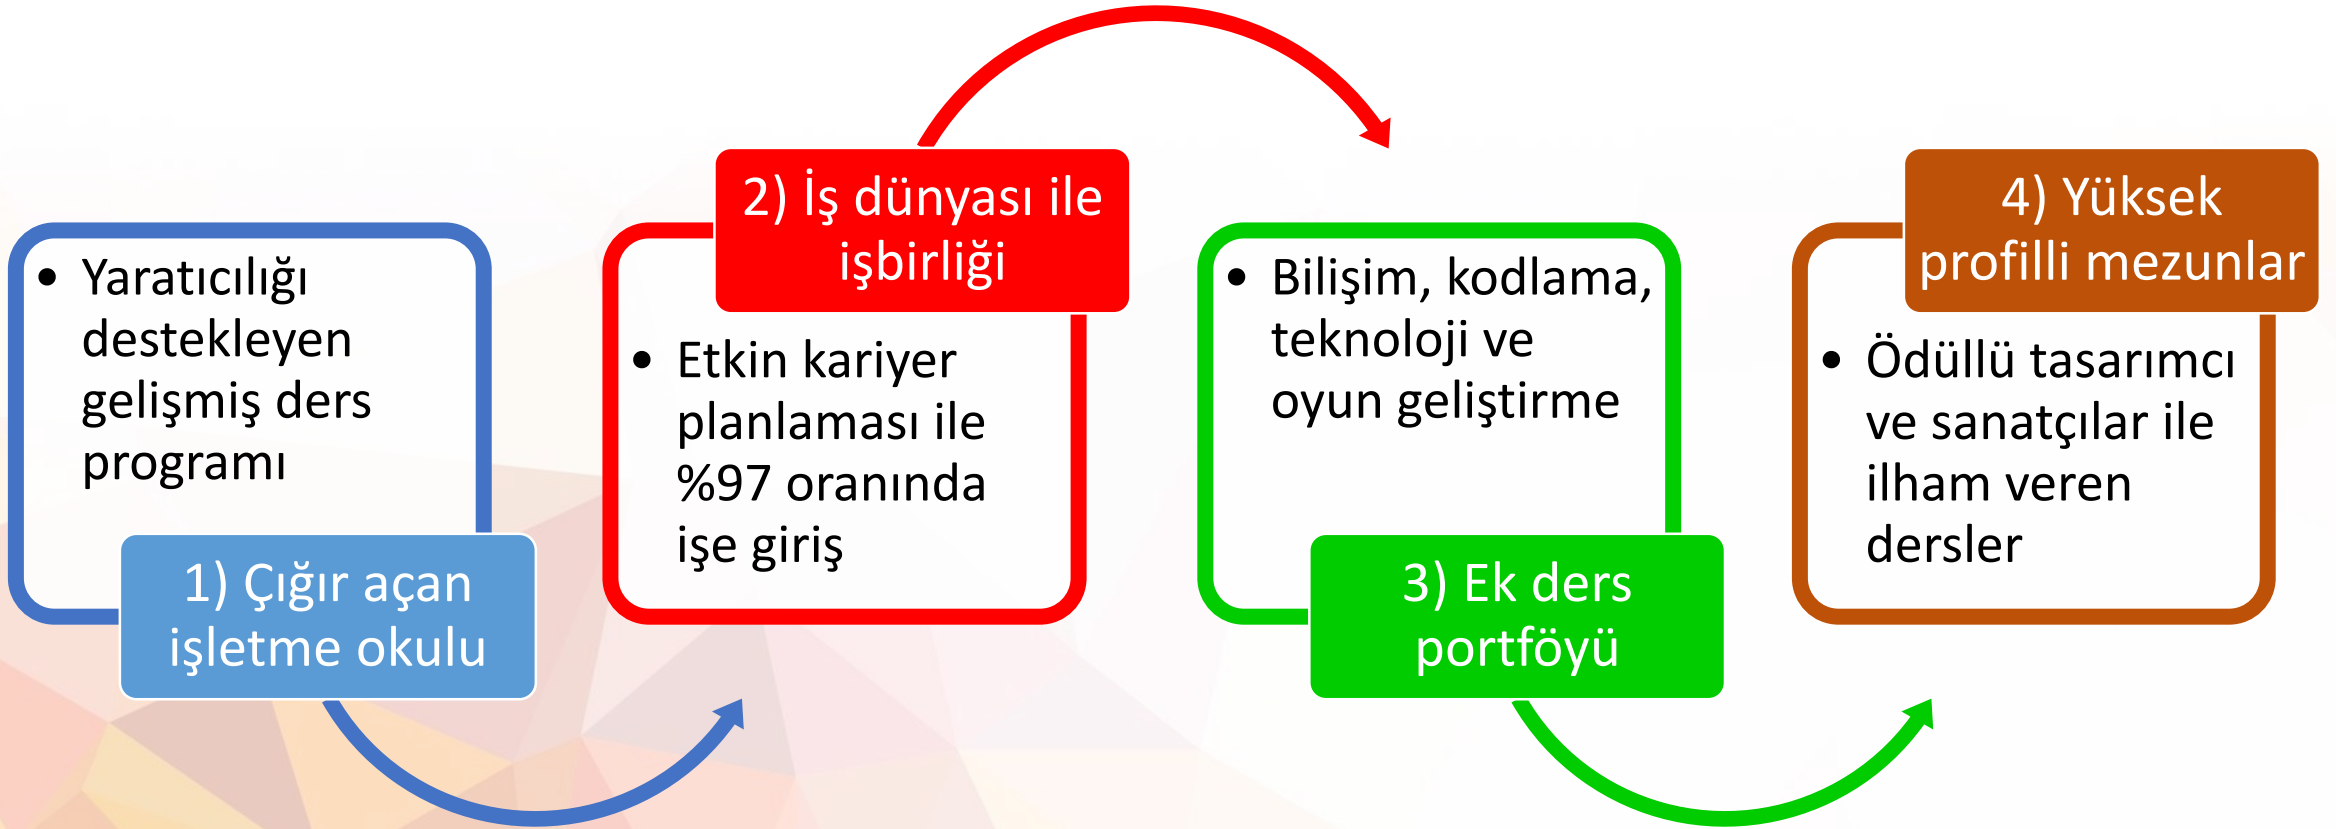 • Yaratıcılığı
destekleyen
gelişmiş ders
programı
1) Çığır açan
işletme okulu
2) İş dünyası ile
işbirliği
• Etkin kariyer
planlaması ile
%97 oranında
işe giriş
• Bilişim, kodlama,
teknoloji ve
oyun geliştirme
3) Ek ders
portföyü
4) Yüksek
profilli mezunlar
• Ödüllü tasarımcı
ve sanatçılar ile
ilham veren
dersler